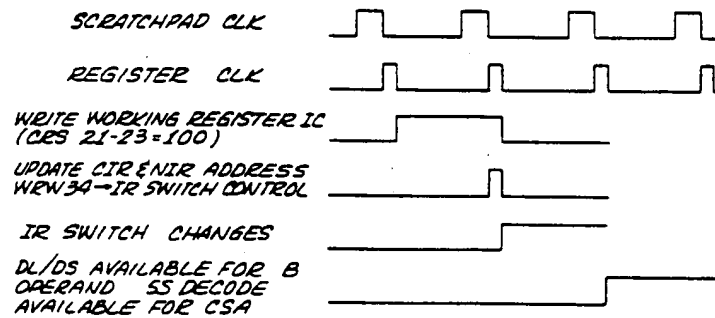 SCRATCHPAD CLK
REGISTER CLK
WRITE WORKING REGISTER IC
(CRS 21-23=100)
UPDATE CIR & NIR ADDRESS
WRW34→IR SWITCH CONTROL
IR SWITCH CHANGES
DL/DS AVAILABLE FOR B
OPERAND SS DECODE
AVAILABLE FOR CSA